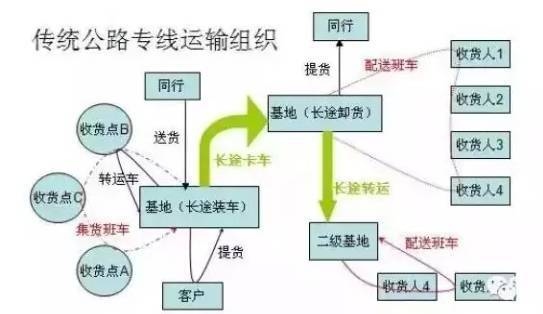 传统公路专线运输组织
同行
提货
配送班车
收货人1
收货人2
收货人3
收货人4
同行
送货
基地（长途卸货）
长途卡车
收货点B
转运车
收货点C
集货班车
收货点A
基地（长途装车）
提货
客户
长途转运
二级基地
配送班车
收货人4